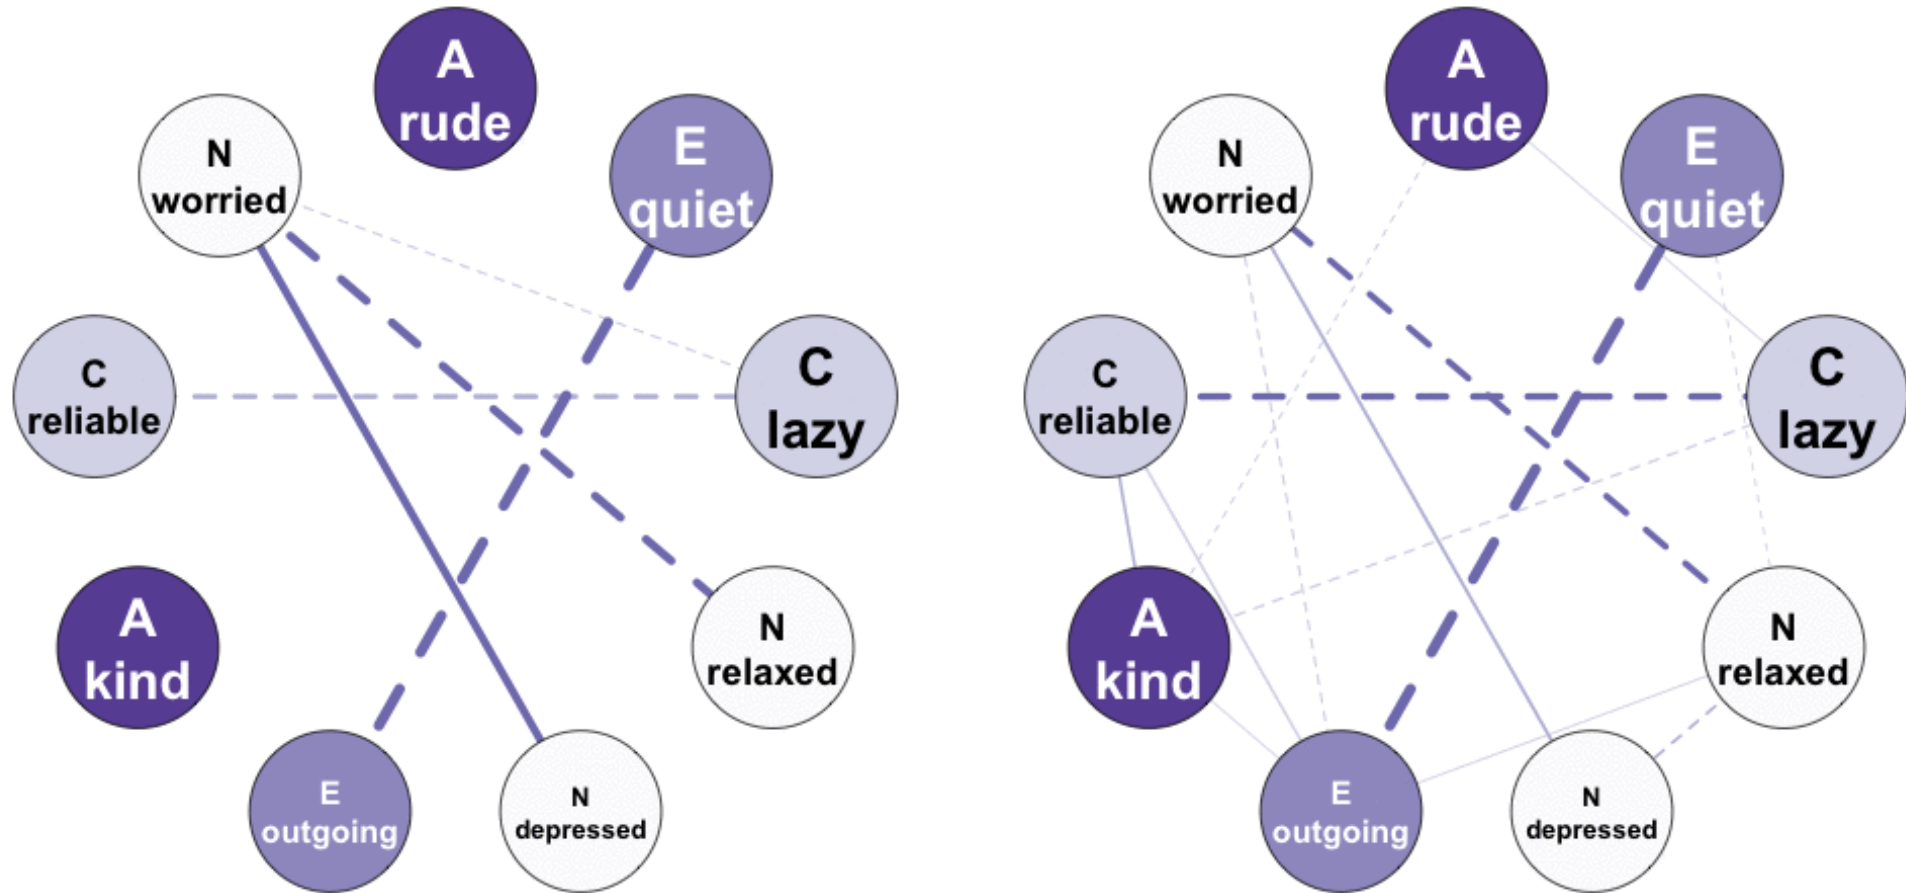 A
rude
N
worried
E
quiet
C
reliable
C
lazy
A
kind
N
relaxed
E
outgoing
N
depressed
A
rude
N
worried
E
quiet
C
reliable
C
lazy
A
kind
N
relaxed
E
outgoing
N
depressed